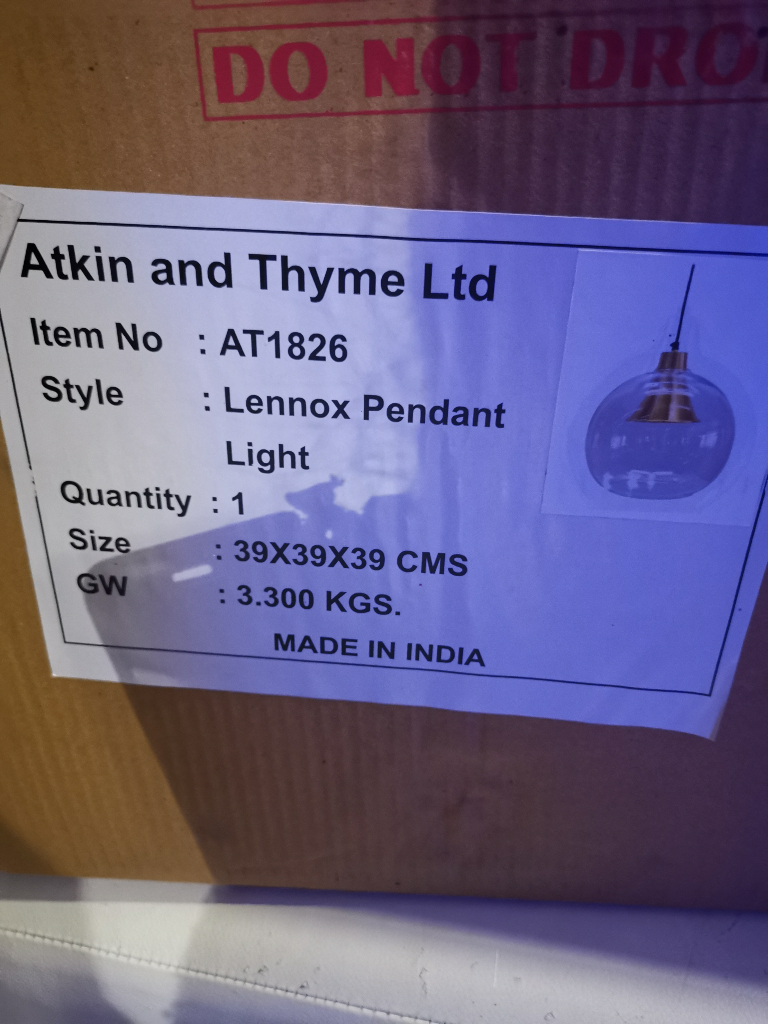 DO NOT DRO
Atkin and Thyme Ltd
Item No : AT1826
Style : Lennox Pendant
Light
Quantity : 1
Size : 39X39X39 CMS
GW : 3.300 KGS.
MADE IN INDIA